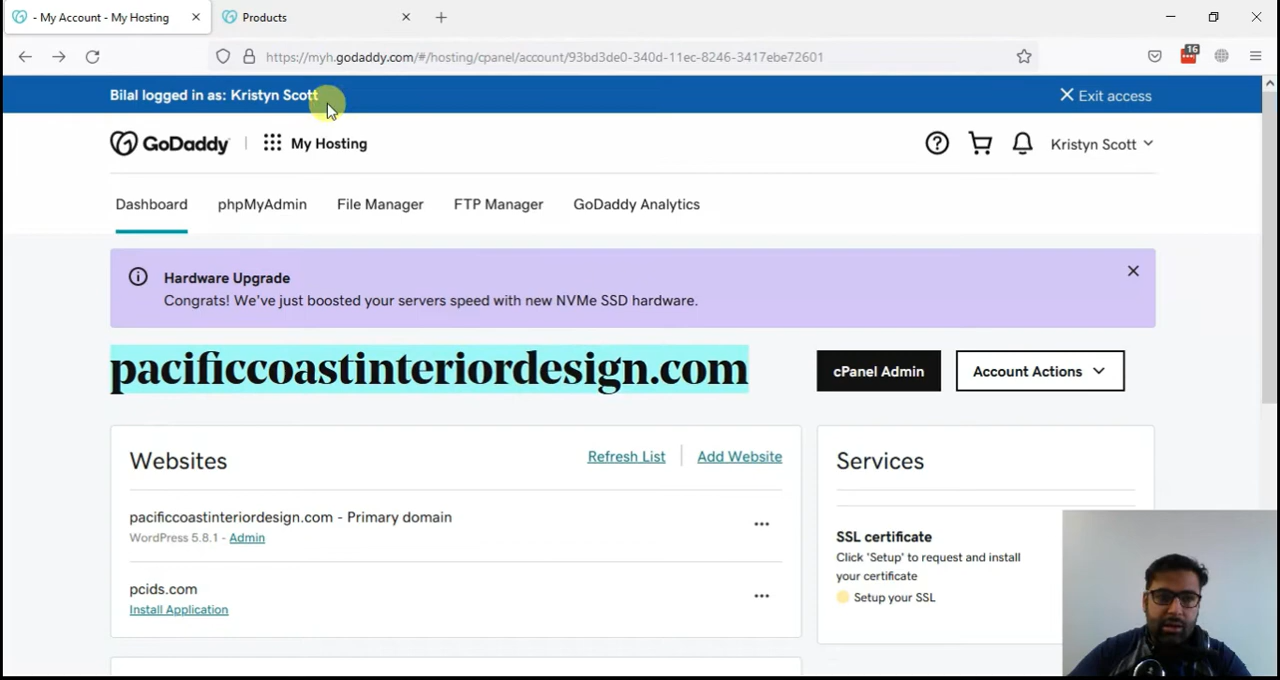 - My Account - My Hosting
Products
https://myh.godaddy.com/#/hosting/cpanel/account/93bd3de0-340d-11ec-8246-3417ebe72601
16
Bilal logged in as: Kristyn Scott
Exit access
GoDaddy
My Hosting
Kristyn Scott
Dashboard
phpMyAdmin
File Manager
FTP Manager
GoDaddy Analytics
Hardware Upgrade
Congrats! We've just boosted your servers speed with new NVMe SSD hardware.
pacificcoastinteriordesign.com
cPanel Admin
Account Actions
Websites
Refresh List
Add Website
pacificcoastinteriordesign.com - Primary domain
WordPress 5.8.1 - Admin
pcids.com
Install Application
Services
SSL certificate
Click 'Setup' to request and install
your certificate
Setup your SSL